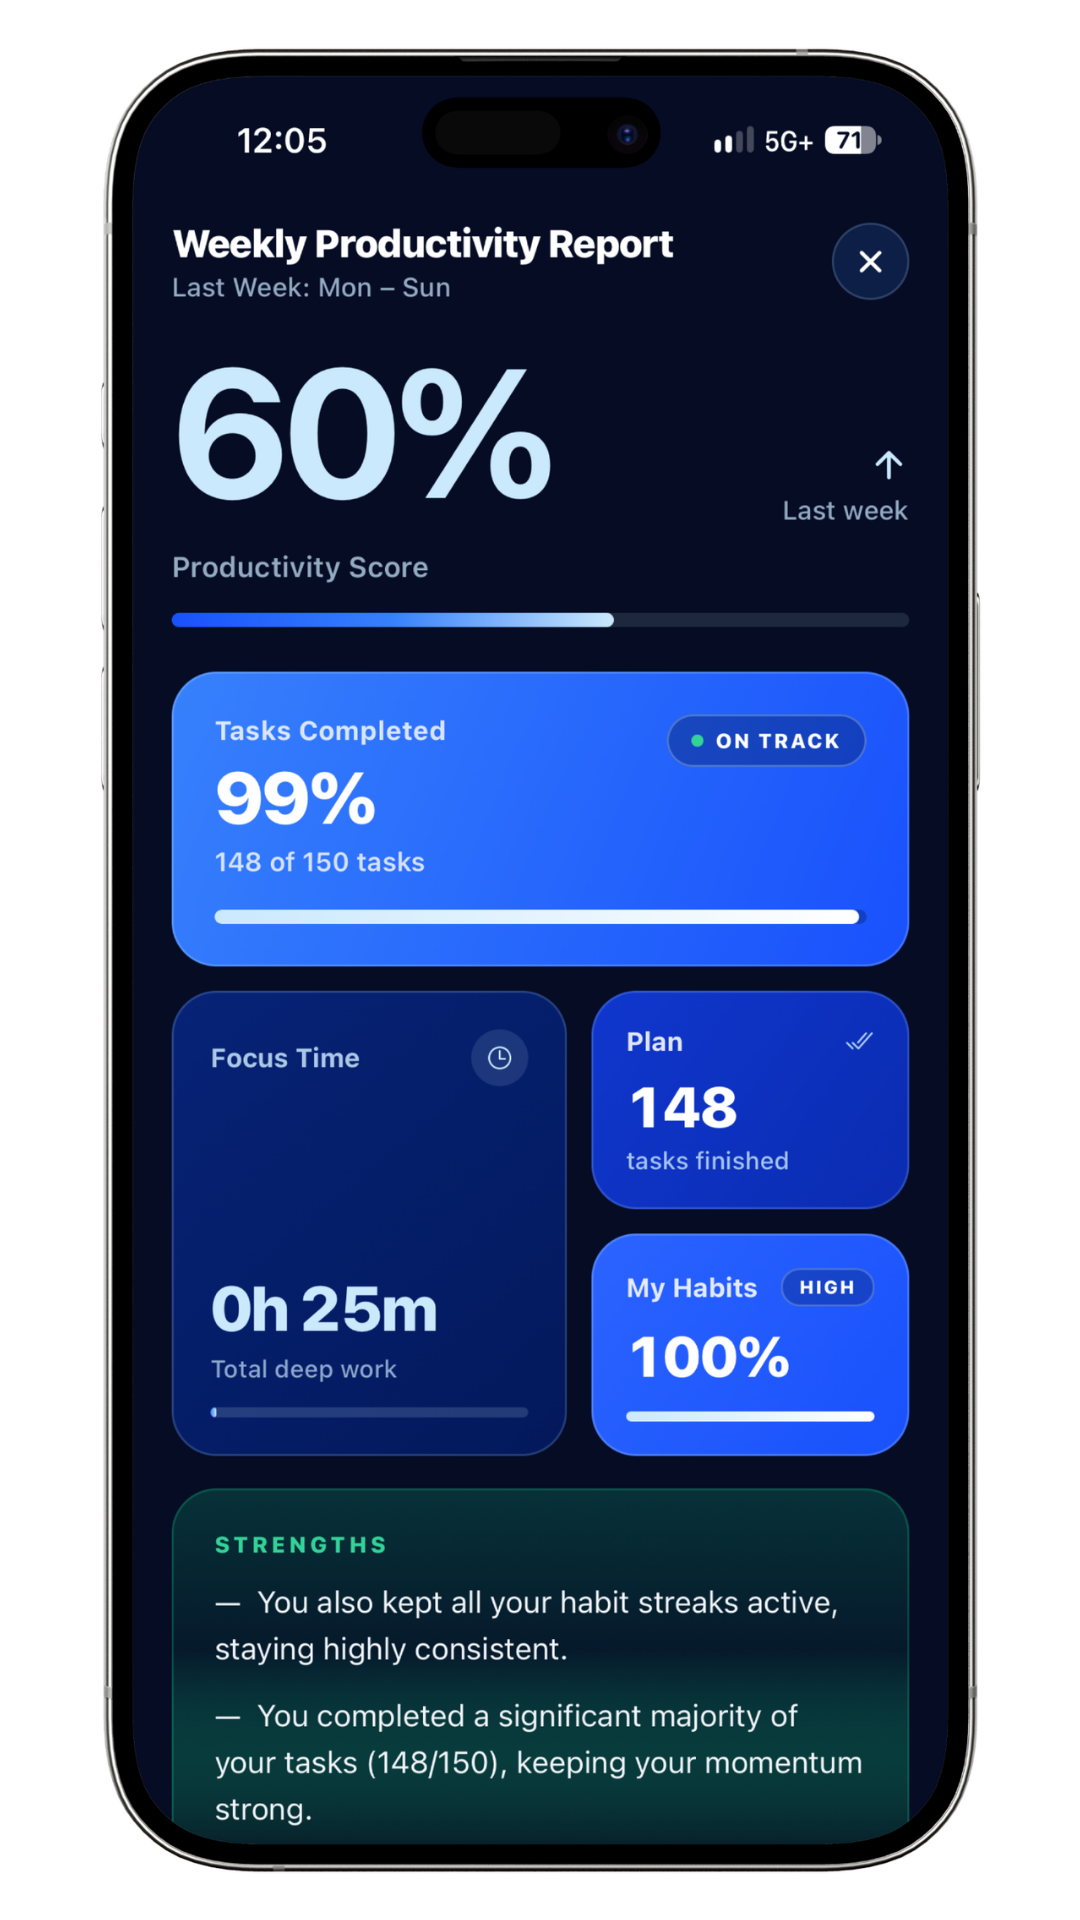 12:05
5G+
71
Weekly Productivity Report
Last Week: Mon – Sun
60%
Last week
Productivity Score
Tasks Completed
ON TRACK
99%
148 of 150 tasks
Focus Time
0h 25m
Total deep work
Plan
148
tasks finished
My Habits
HIGH
100%
STRENGTHS
— You also kept all your habit streaks active,
staying highly consistent.
— You completed a significant majority of
your tasks (148/150), keeping your momentum
strong.